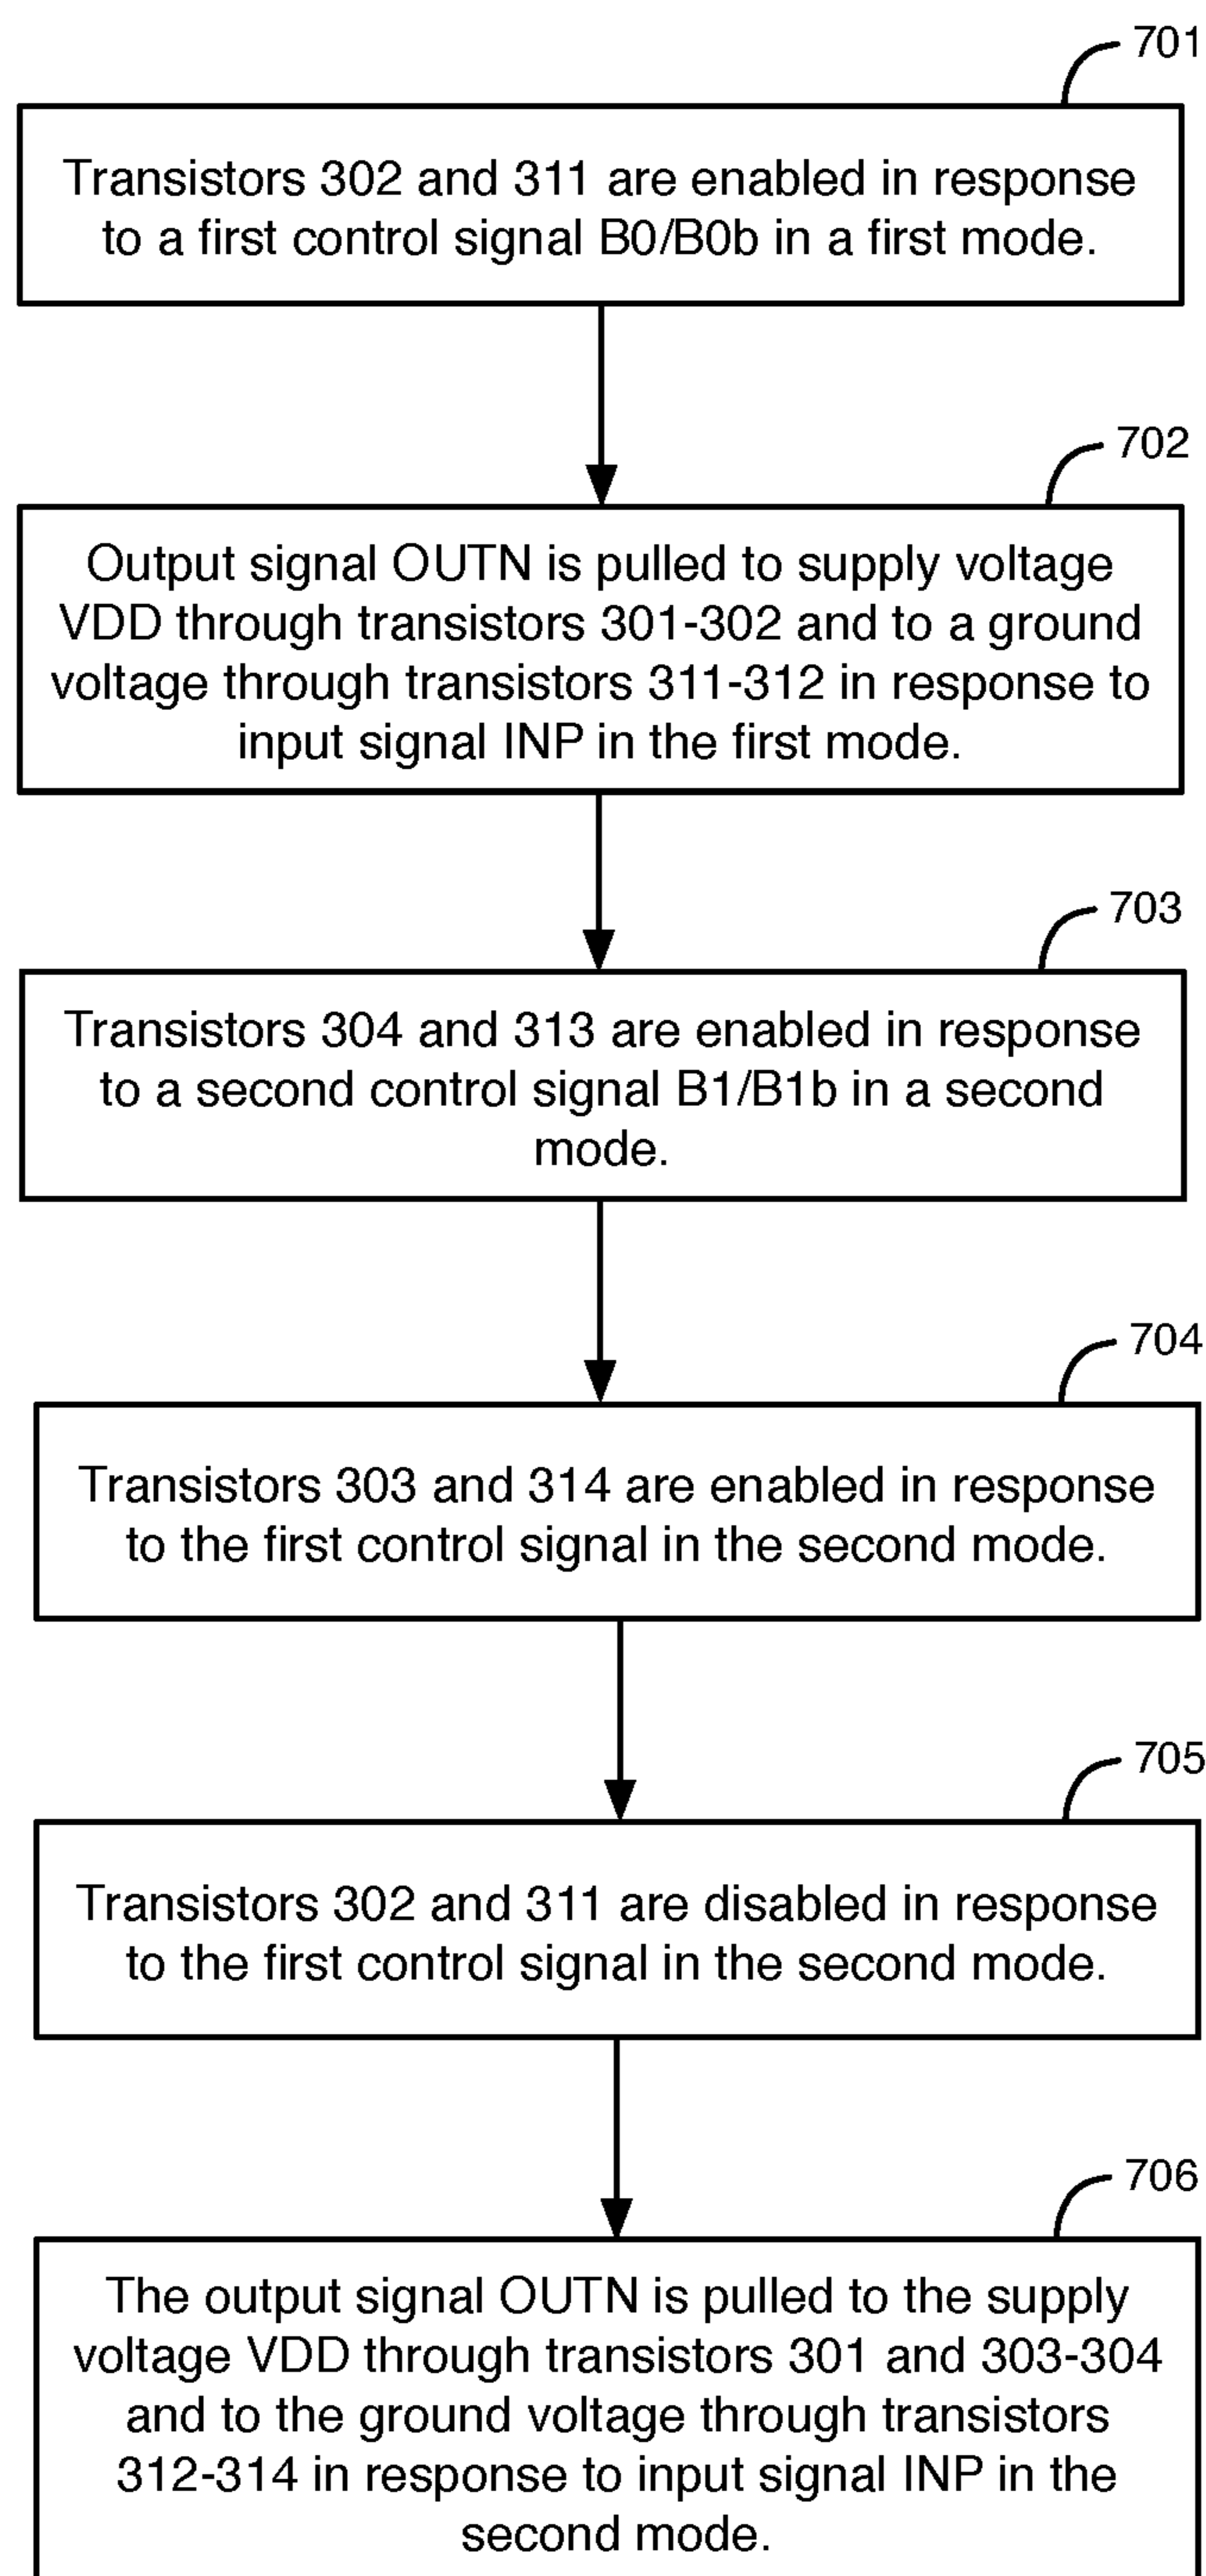 701
Transistors 302 and 311 are enabled in response
to a first control signal B0/B0b in a first mode.
702
Output signal OUTN is pulled to supply voltage
VDD through transistors 301-302 and to a ground
voltage through transistors 311-312 in response to
input signal INP in the first mode.
703
Transistors 304 and 313 are enabled in response
to a second control signal B1/B1b in a second
mode.
704
Transistors 303 and 314 are enabled in response
to the first control signal in the second mode.
705
Transistors 302 and 311 are disabled in response
to the first control signal in the second mode.
706
The output signal OUTN is pulled to the supply
voltage VDD through transistors 301 and 303-304
and to the ground voltage through transistors
312-314 in response to input signal INP in the
second mode.